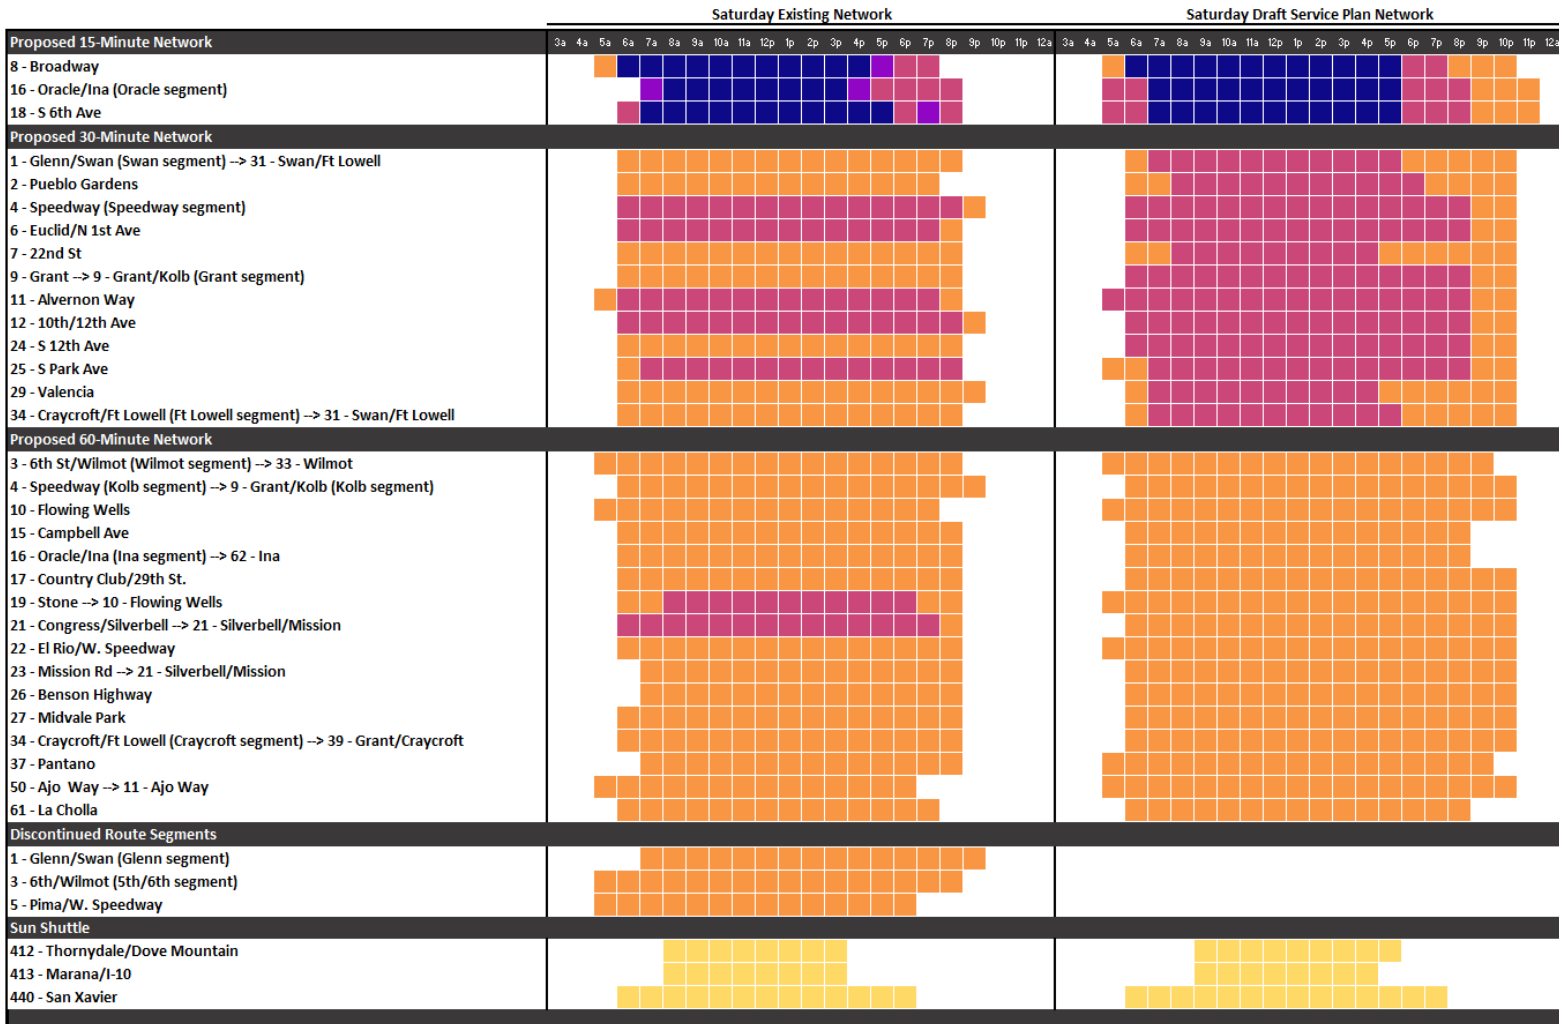 Saturday Existing Network Saturday Draft Service Plan Network
Proposed 15-Minute Network 3a 4a 5a 6a 7a 8a 9a 10a 11a 12p 1p 2p 3p 4p 5p 6p 7p 8p 9p 10p 11p 12a 3a 4a 5a 6a 7a 8a 9a 10a 11a 12p 1p 2p 3p 4p 5p 6p 7p 8p 9p 10p 11p 12a
8 - Broadway
16 - Oracle/Ina (Oracle segment)
18 - S 6th Ave
Proposed 30-Minute Network
1 - Glenn/Swan (Swan segment) --> 31 - Swan/Ft Lowell
2 - Pueblo Gardens
4 - Speedway (Speedway segment)
6 - Euclid/N 1st Ave
7 - 22nd St
9 - Grant --> 9 - Grant/Kolb (Grant segment)
11 - Alvernon Way
12 - 10th/12th Ave
24 - S 12th Ave
25 - S Park Ave
29 - Valencia
34 - Craycroft/Ft Lowell (Ft Lowell segment) --> 31 - Swan/Ft Lowell
Proposed 60-Minute Network
3 - 6th St/Wilmot (Wilmot segment) --> 33 - Wilmot
4 - Speedway (Kolb segment) --> 9 - Grant/Kolb (Kolb segment)
10 - Flowing Wells
15 - Campbell Ave
16 - Oracle/Ina (Ina segment) --> 62 - Ina
17 - Country Club/29th St.
19 - Stone --> 10 - Flowing Wells
21 - Congress/Silverbell --> 21 - Silverbell/Mission
22 - El Rio/W. Speedway
23 - Mission Rd --> 21 - Silverbell/Mission
26 - Benson Highway
27 - Midvale Park
34 - Craycroft/Ft Lowell (Craycroft segment) --> 39 - Grant/Craycroft
37 - Pantano
50 - Ajo Way --> 11 - Ajo Way
61 - La Cholla
Discontinued Route Segments
1 - Glenn/Swan (Glenn segment)
3 - 6th/Wilmot (5th/6th segment)
5 - Pima/W. Speedway
Sun Shuttle
412 - Thornydale/Dove Mountain
413 - Marana/I-10
440 - San Xavier